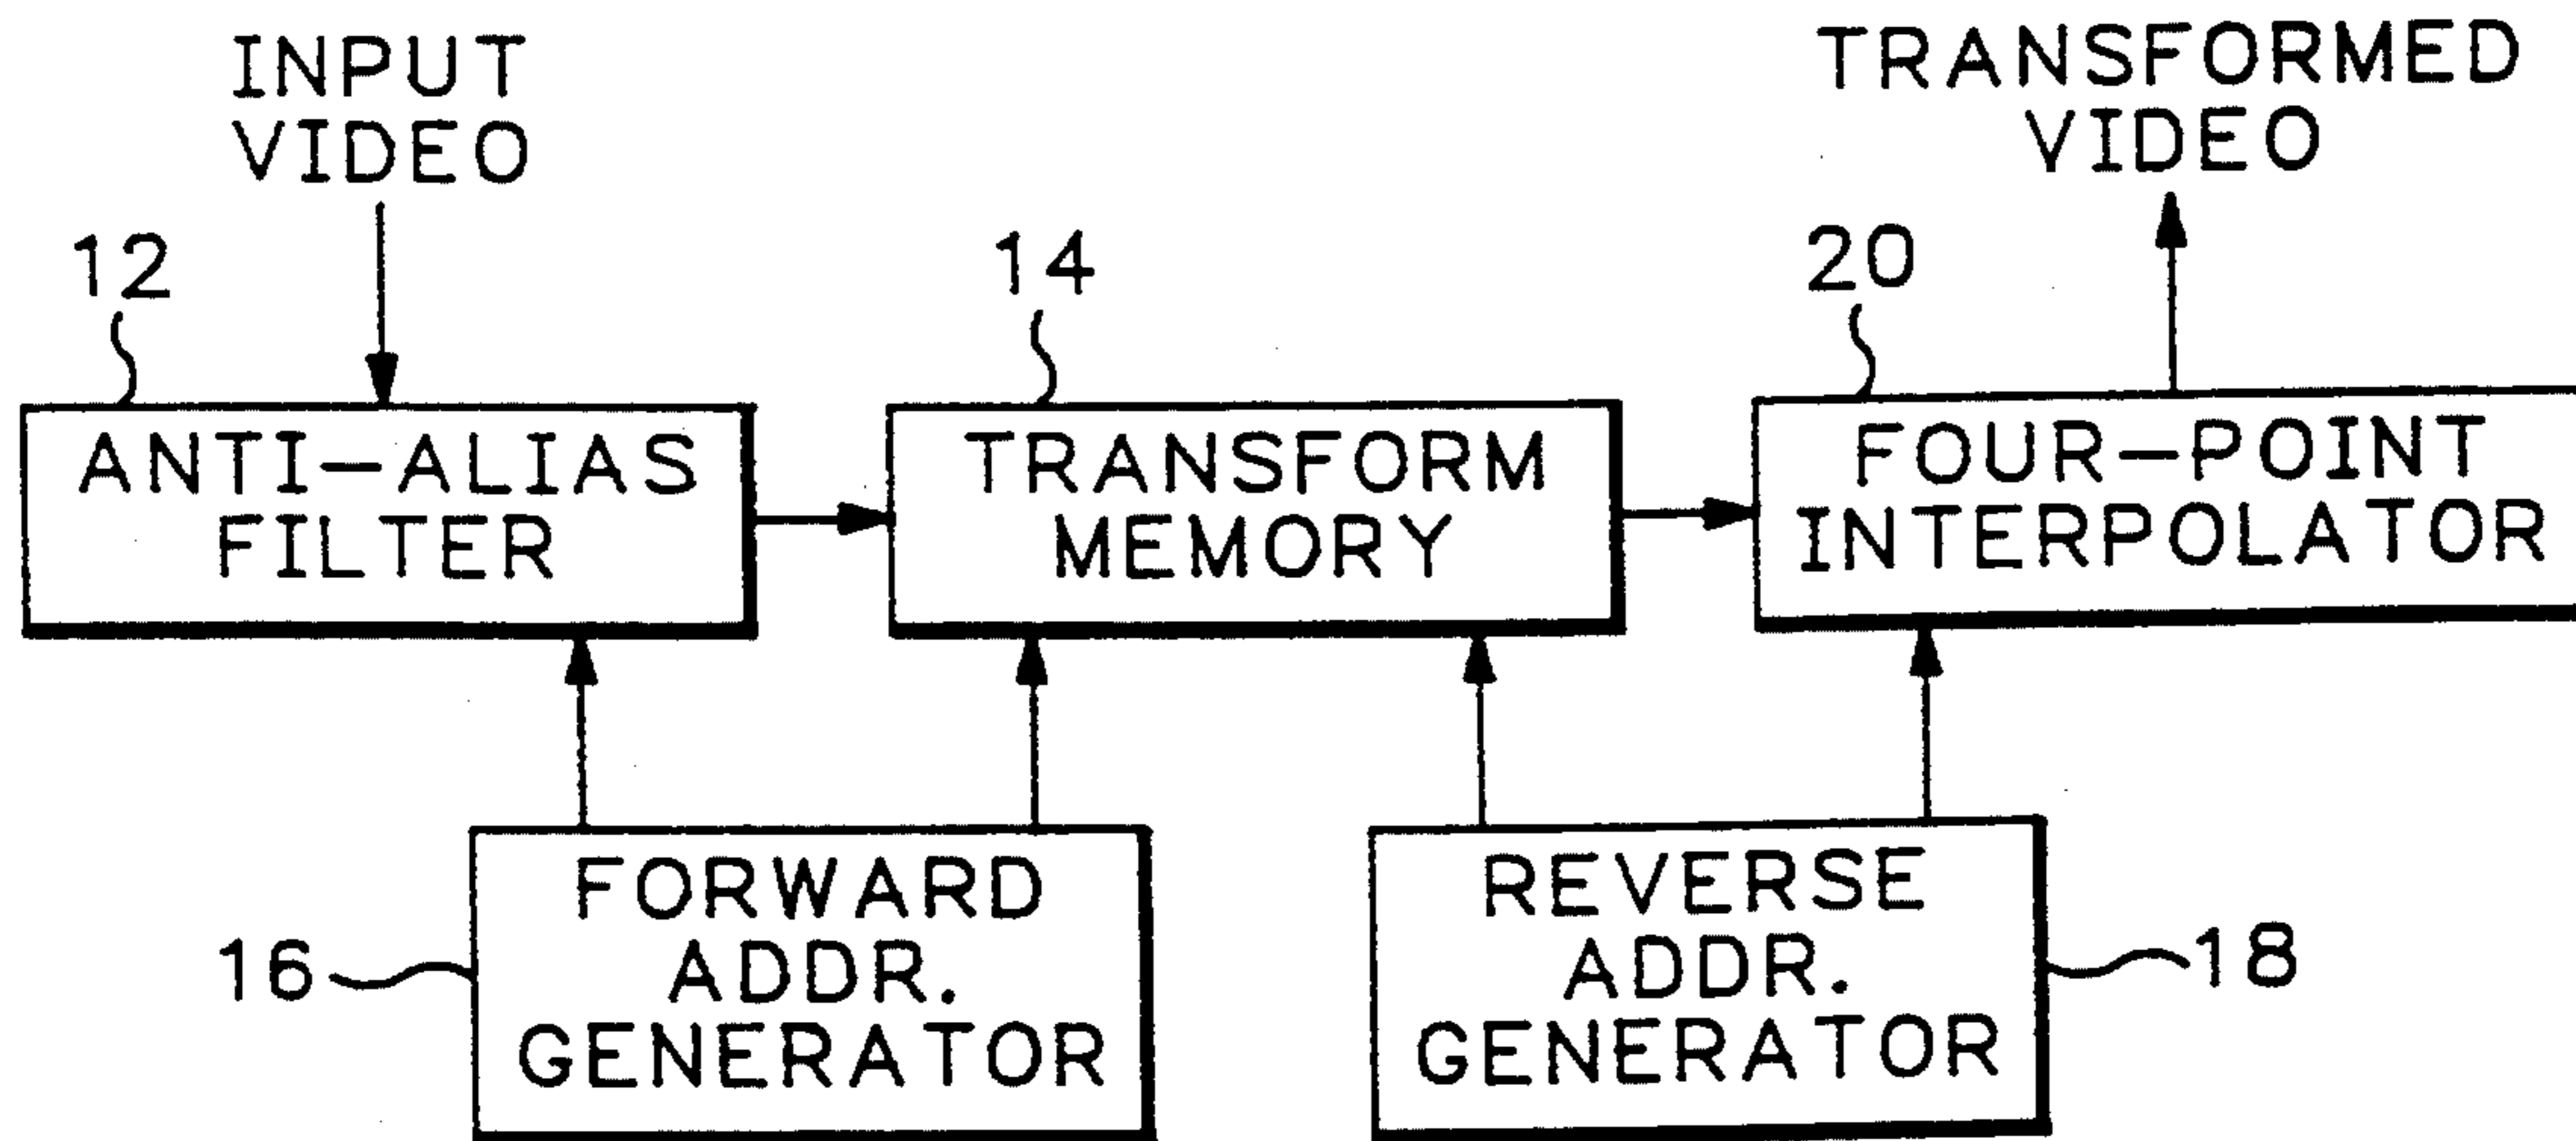 INPUT
VIDEO
TRANSFORMED
VIDEO
12
14
20
ANTI-ALIAS
FILTER
TRANSFORM
MEMORY
FOUR-POINT
INTERPOLATOR
16
FORWARD
ADDR.
GENERATOR
REVERSE
ADDR.
GENERATOR
18